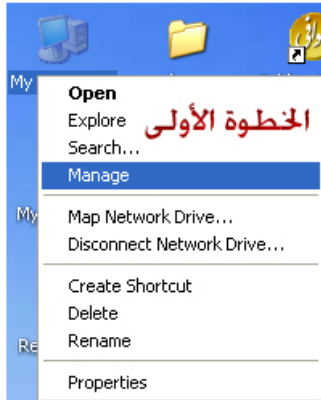 My
Open
Explore
الخطوة الأولى
Search...
Manage
My
Map Network Drive...
Disconnect Network Drive...
Create Shortcut
Delete
Re
Rename
Properties